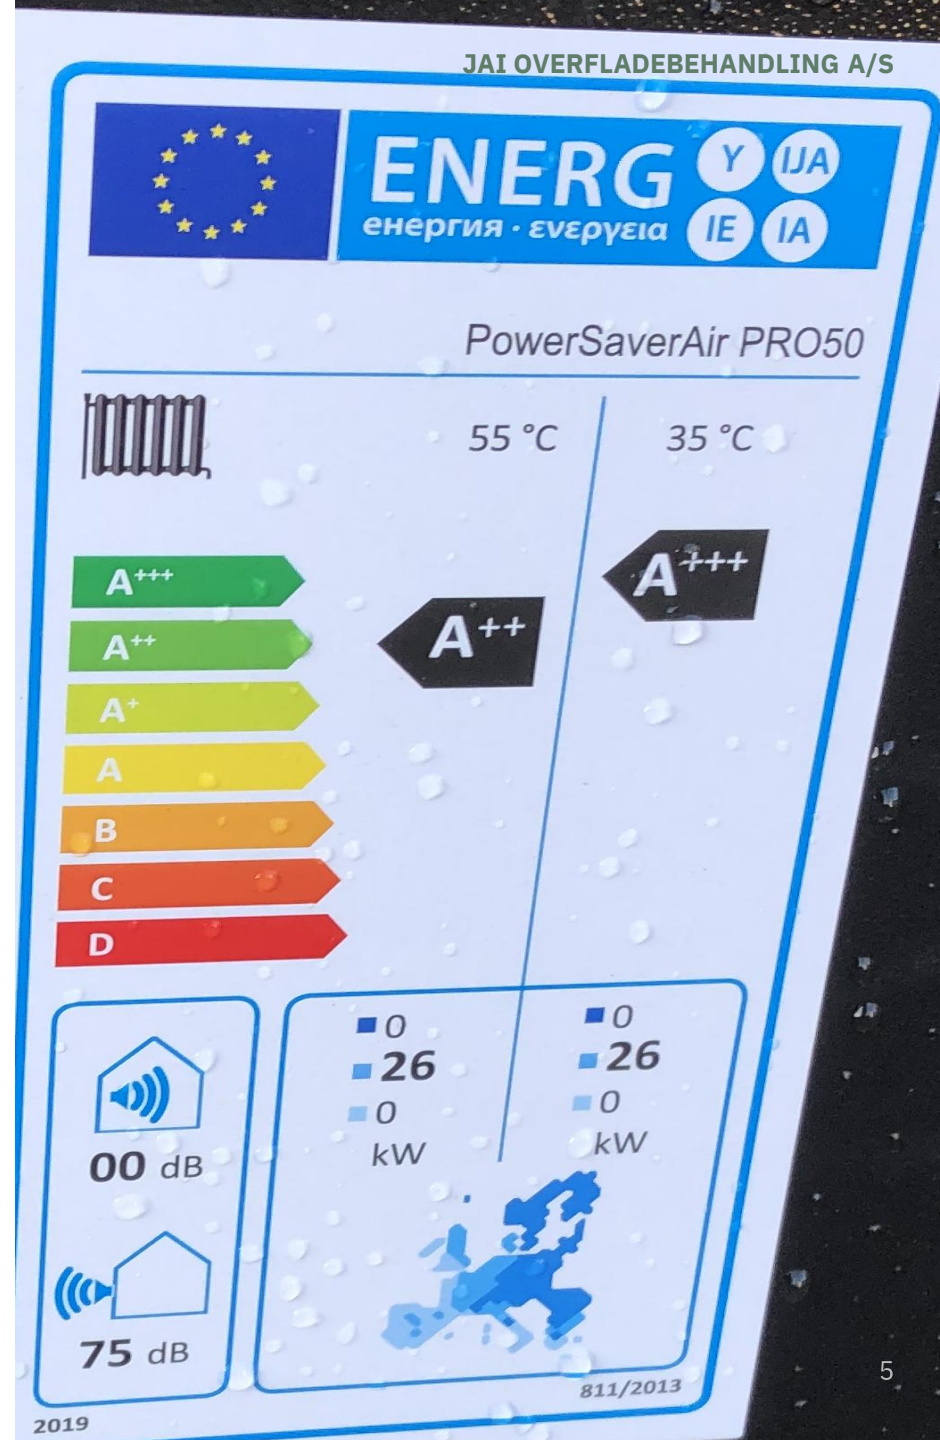 JAI OVERFLADEBEHANDLING A/S
ENERG Y IJA
енергия · ενεργεια IE IA
PowerSaverAir PRO50
55 °C 35 °C
A+++
A+++
A++
A++
A+
A
B
C
D
0 0
26 26
0 0
kW kW
00 dB
75 dB
811/2013
2019
5